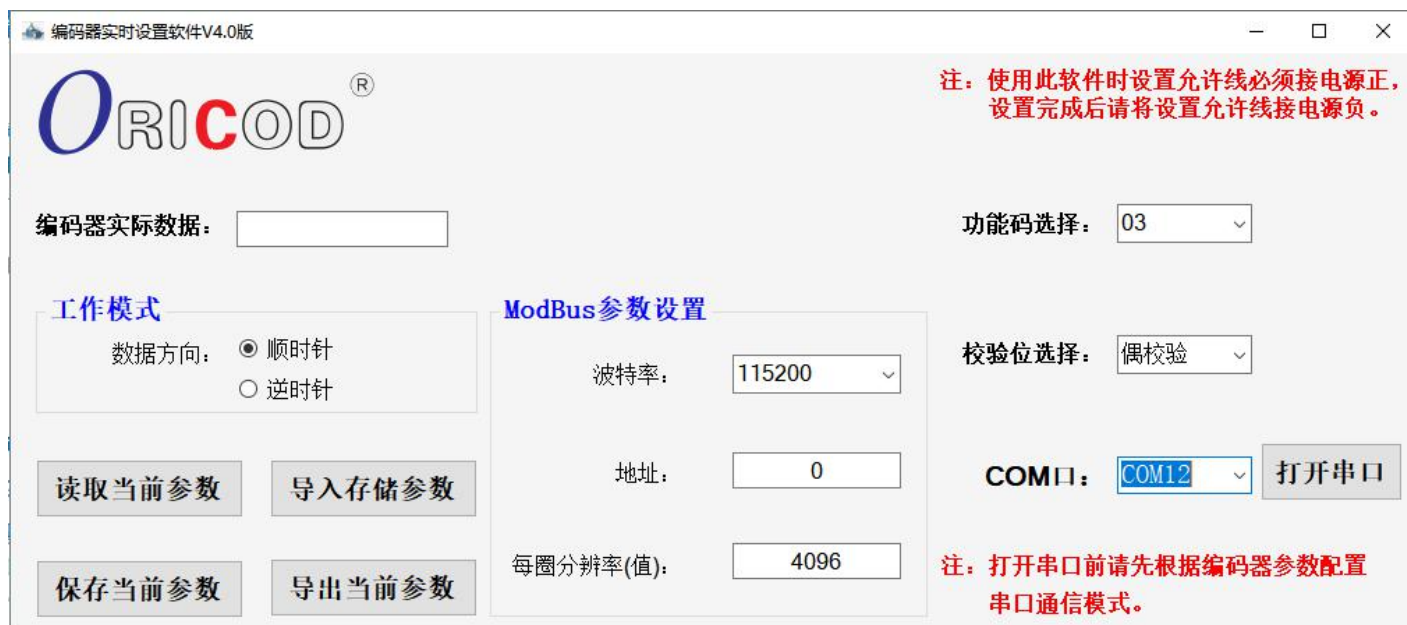 编码器实时设置软件V4.0版
ORICOD®
注：使用此软件时设置允许线必须接电源正，
设置完成后请将设置允许线接电源负。
编码器实际数据：
功能码选择： 03
工作模式
数据方向： 顺时针
逆时针
ModBus参数设置
波特率： 115200
地址： 0
每圈分辨率(值)： 4096
校验位选择： 偶校验
COM口： COM12 打开串口
读取当前参数 导入存储参数
保存当前参数 导出当前参数
注：打开串口前请先根据编码器参数配置
串口通信模式。